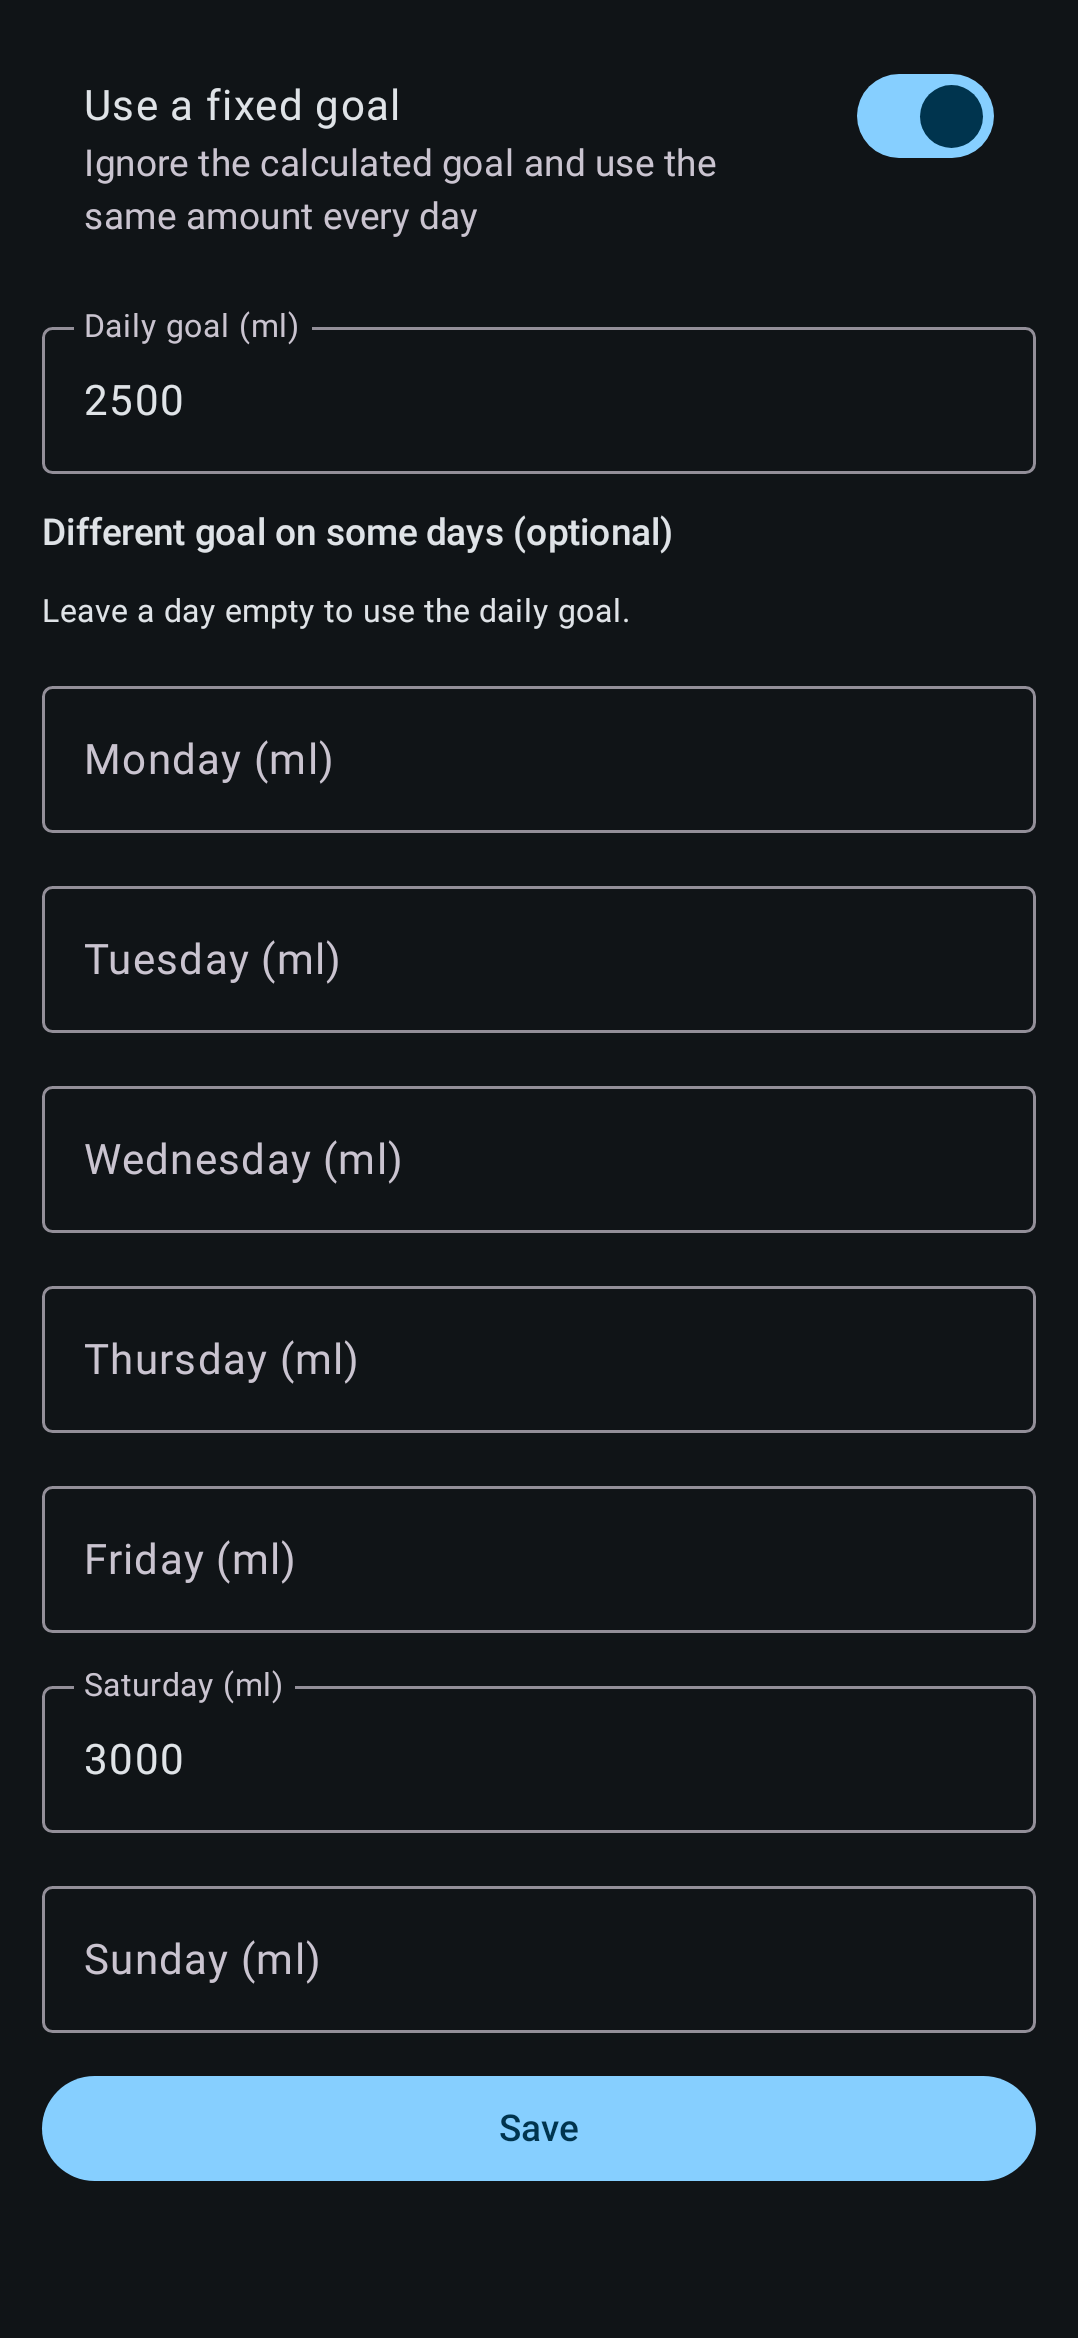 Use a fixed goal
Ignore the calculated goal and use the
same amount every day
Daily goal (ml)
2500
Different goal on some days (optional)
Leave a day empty to use the daily goal.
Monday (ml)
Tuesday (ml)
Wednesday (ml)
Thursday (ml)
Friday (ml)
Saturday (ml)
3000
Sunday (ml)
Save